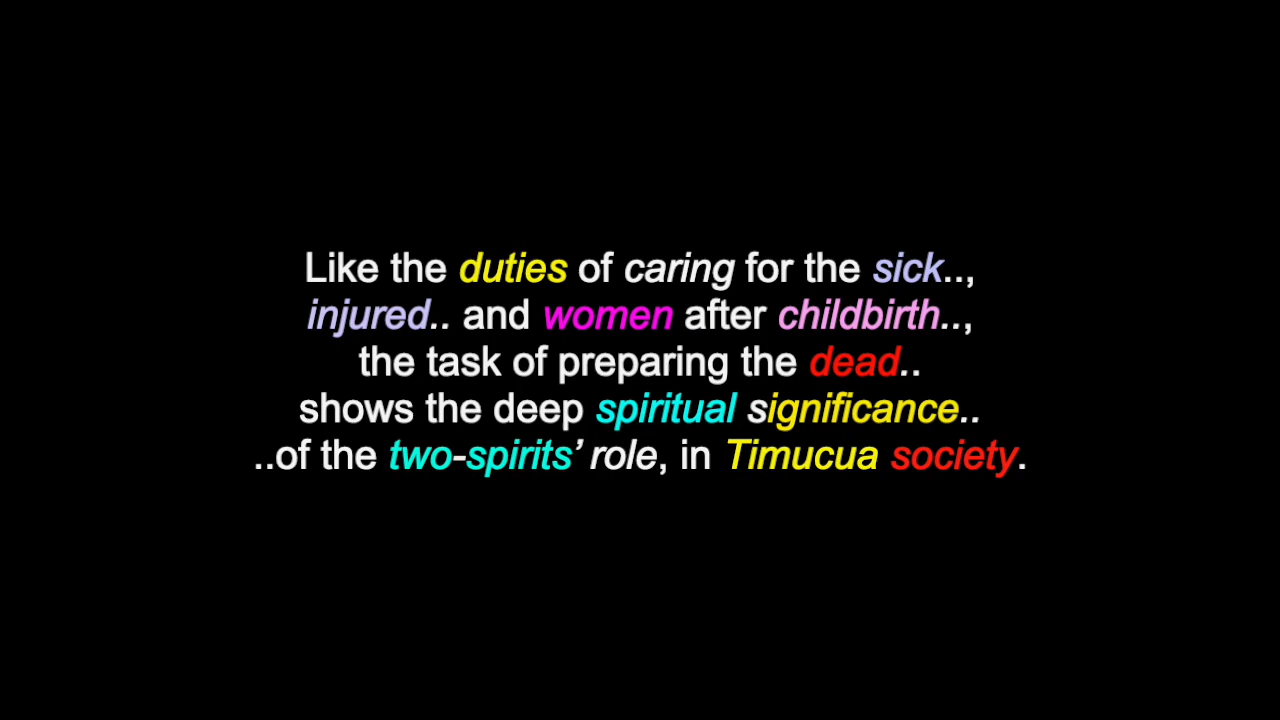 Like the duties of caring for the sick..,
injured.. and women after childbirth..,
the task of preparing the dead..
shows the deep spiritual significance..
..of the two-spirits’ role, in Timucua society.